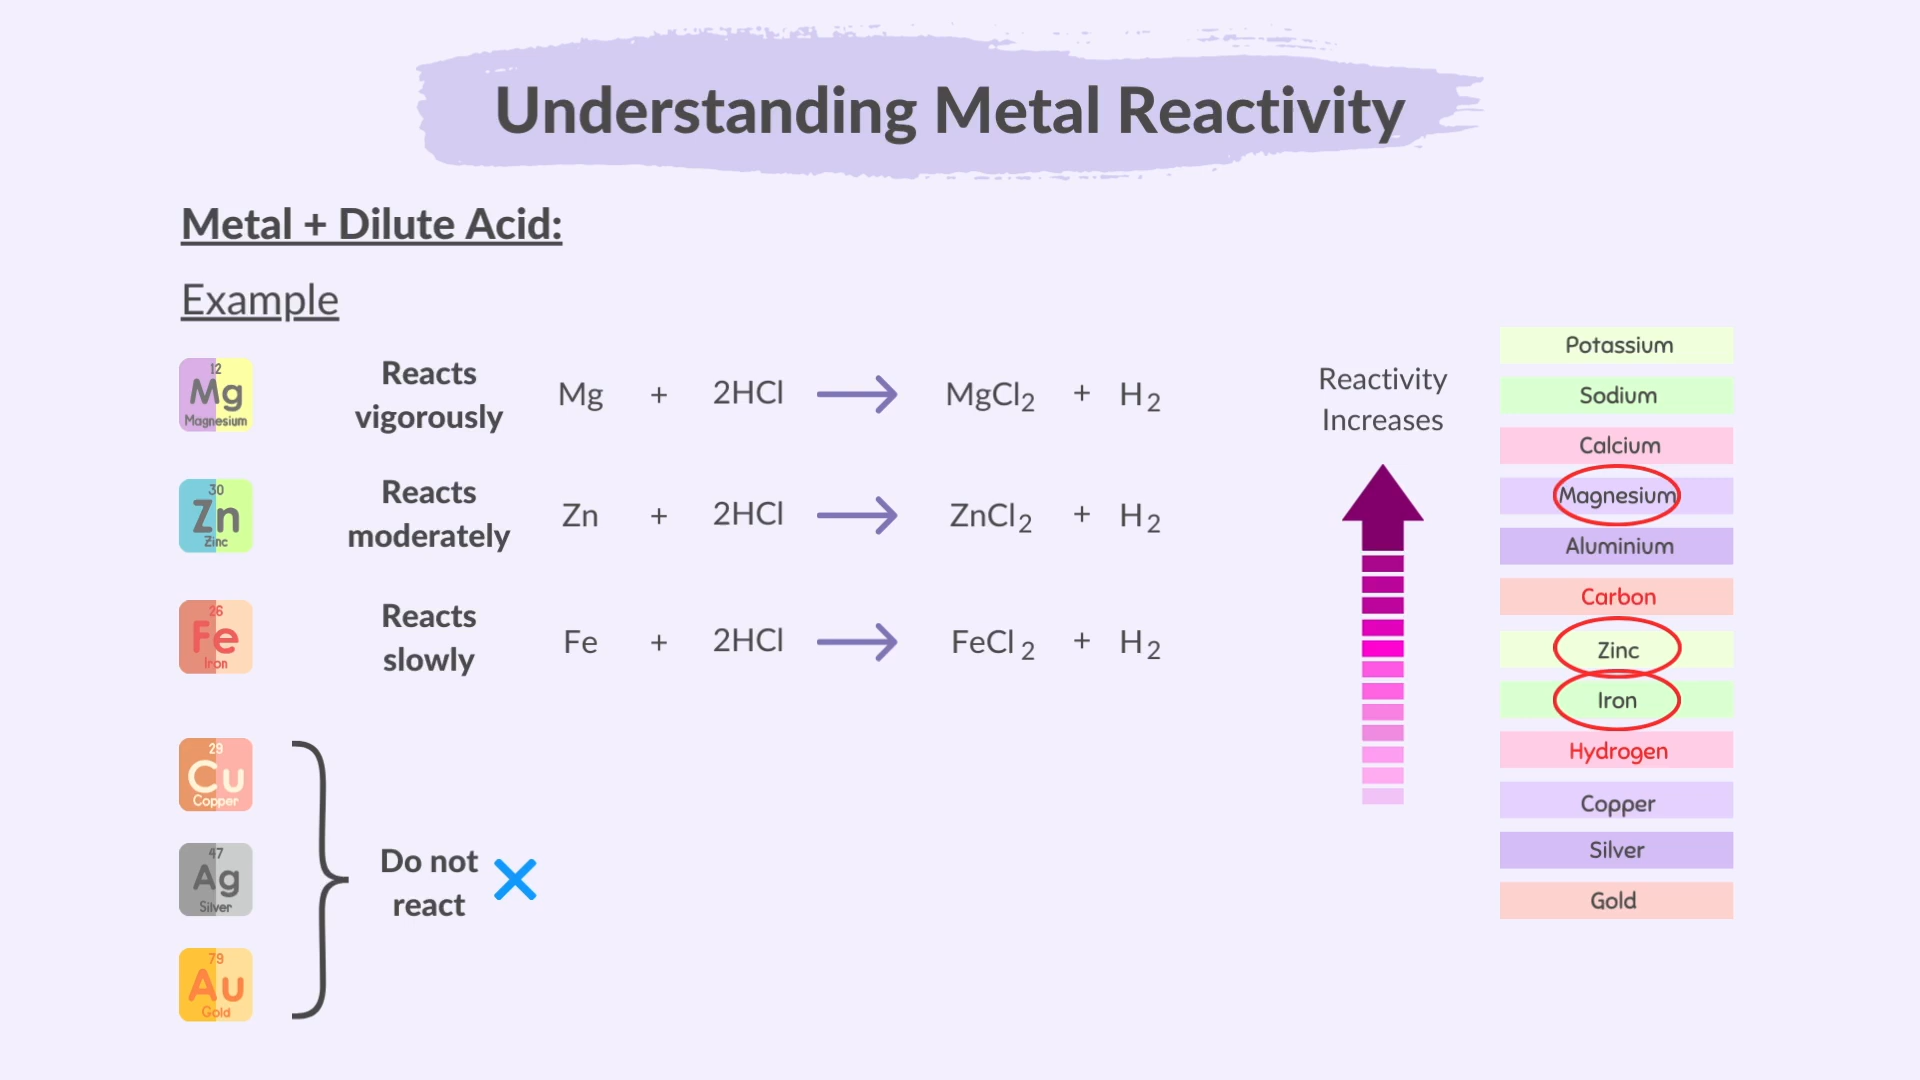 Understanding Metal Reactivity
Metal + Dilute Acid:
Example
12
Mg
Magnesium
Reacts
vigorously
Mg + 2HCl → MgCl₂ + H₂
30
Zn
Zinc
Reacts
moderately
Zn + 2HCl → ZnCl₂ + H₂
26
Fe
Iron
Reacts
slowly
Fe + 2HCl → FeCl₂ + H₂
29
Cu
Copper
47
Ag
Silver
79
Au
Gold
Do not
react
Reactivity
Increases
Potassium
Sodium
Calcium
Magnesium
Aluminium
Carbon
Zinc
Iron
Hydrogen
Copper
Silver
Gold